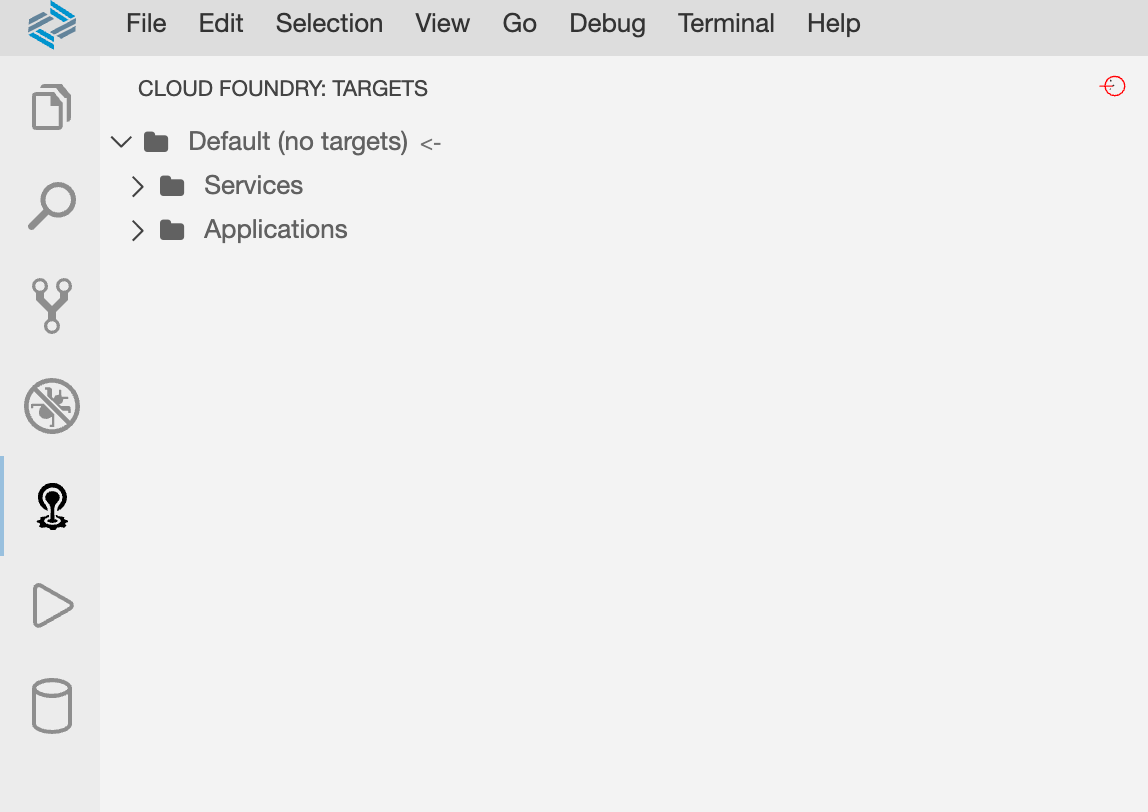 File Edit Selection View Go Debug Terminal Help
CLOUD FOUNDRY: TARGETS
Default (no targets) <-
Services
Applications